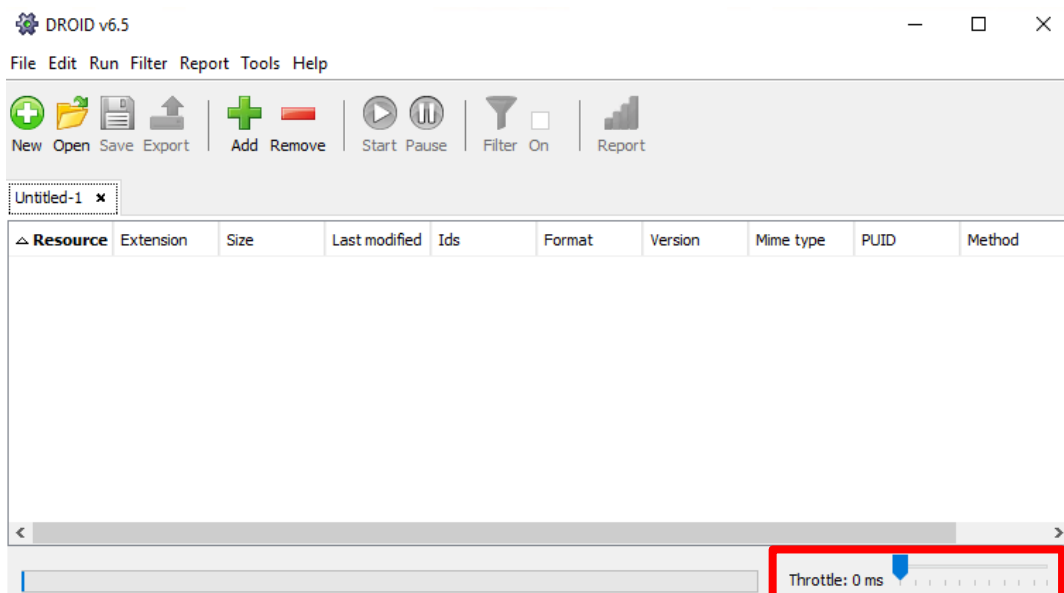 DROID v6.5
File Edit Run Filter Report Tools Help
New Open Save Export Add Remove Start Pause Filter On Report
Untitled-1
Resource Extension Size Last modified Ids Format Version Mime type PUID Method
Throttle: 0 ms